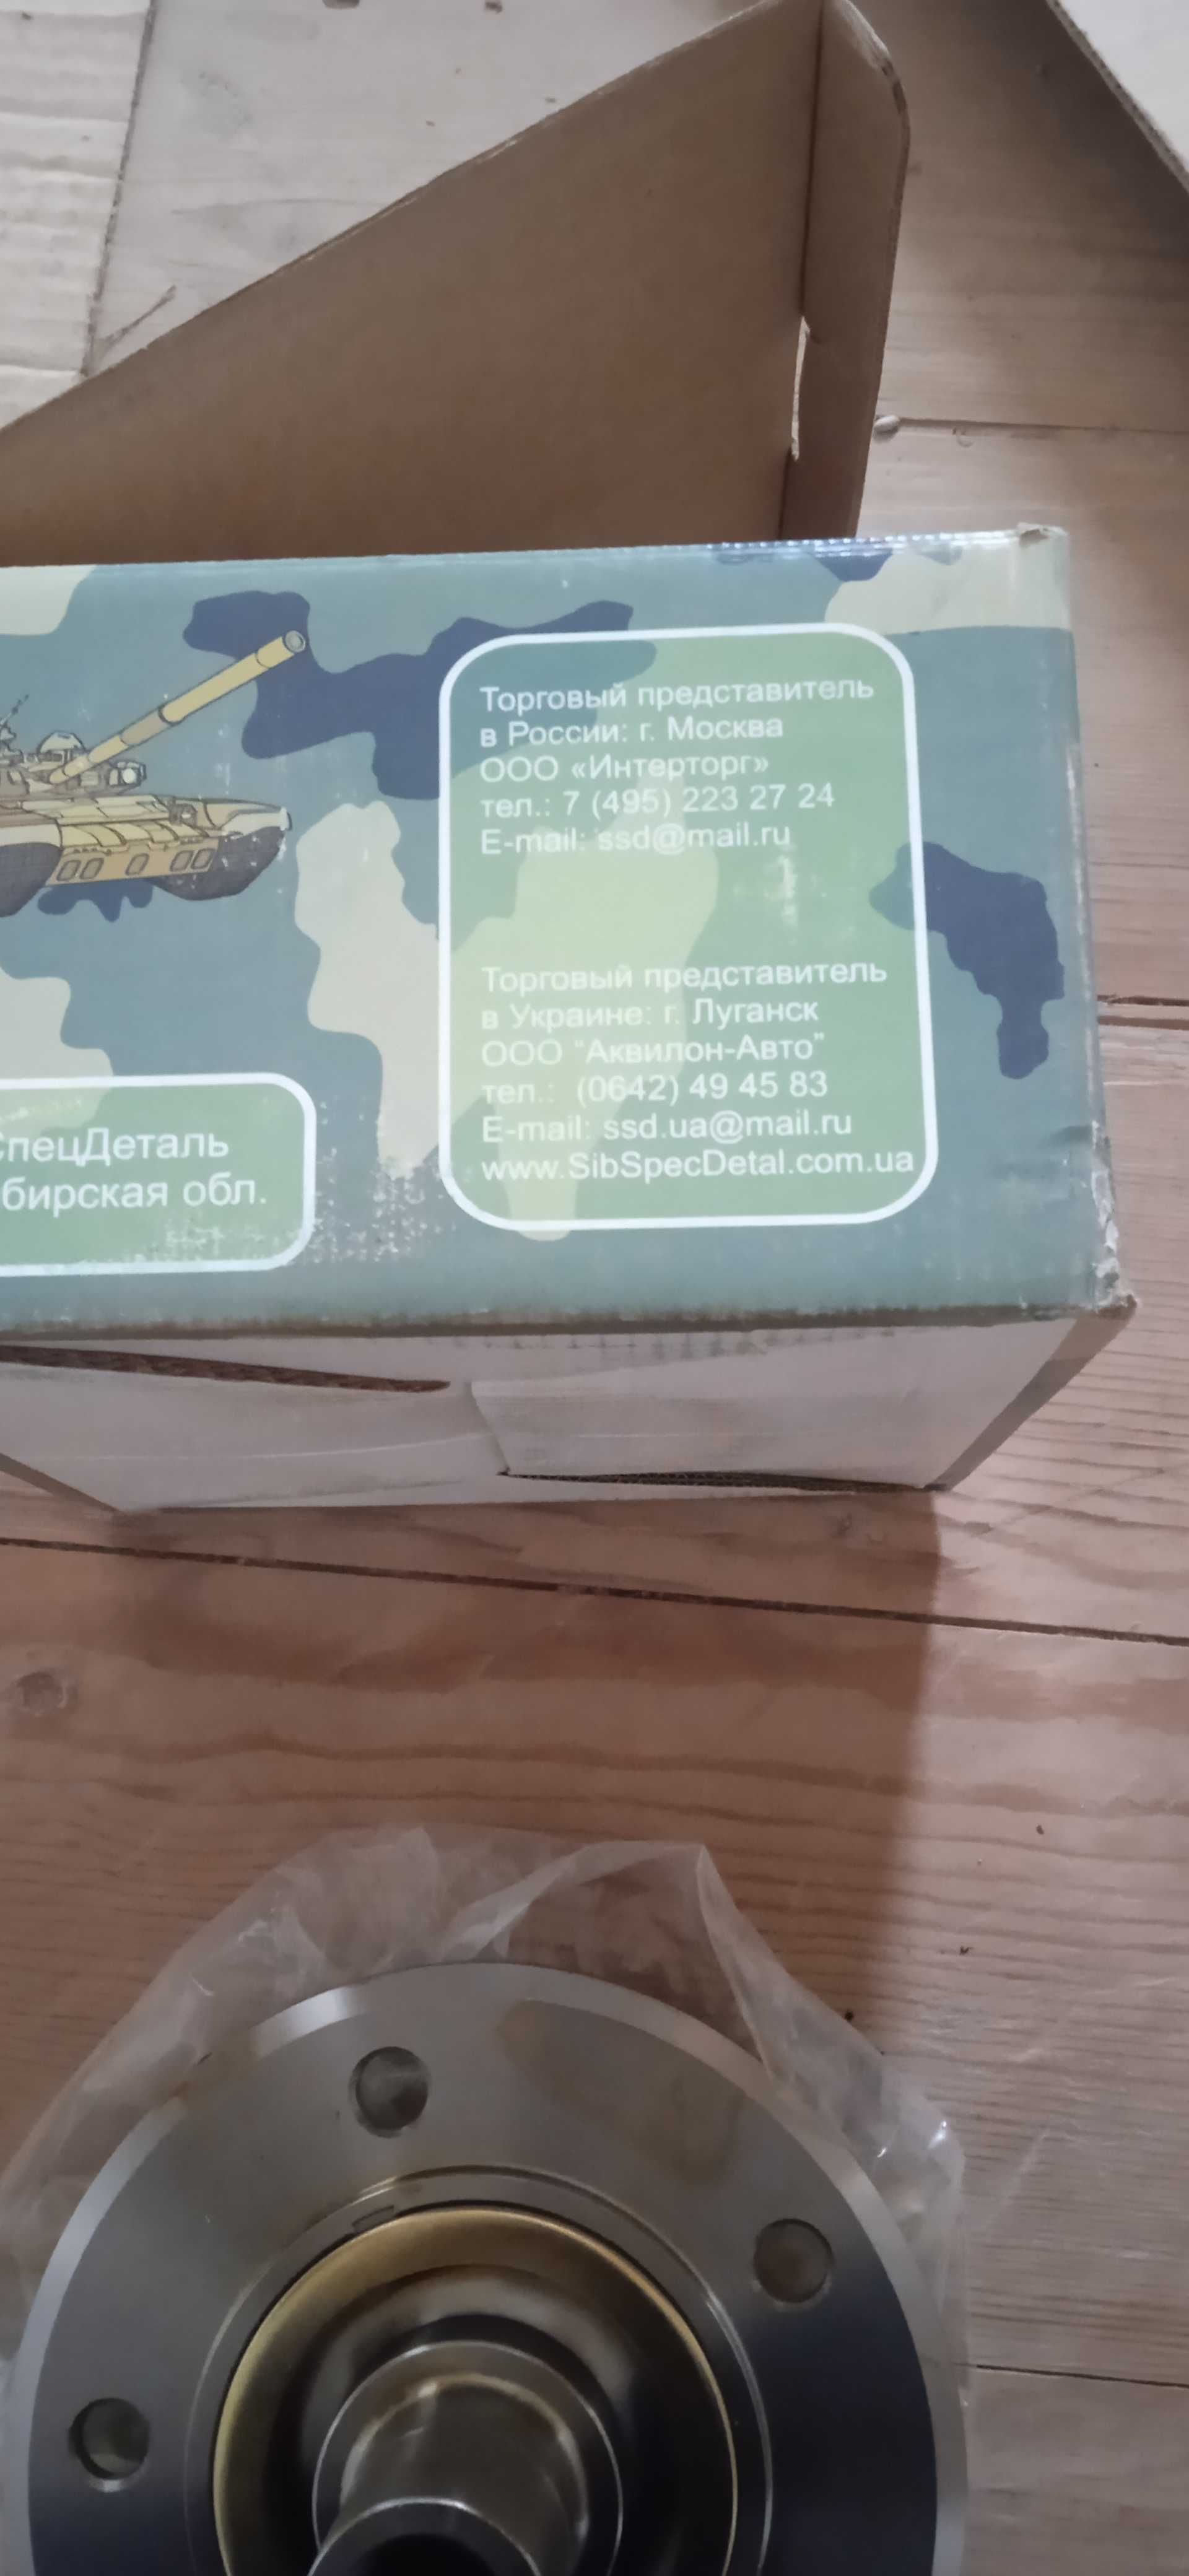 Торговый представитель
в России: г. Москва
ООО «Интерторг»
тел.: 7 (495) 223 27 24
E-mail: ssd@mail.ru
Торговый представитель
в Украине: г. Луганск
ООО "Аквилон-Авто"
тел.: (0642) 49 45 83
E-mail: ssd.ua@mail.ru
www.SibSpecDetal.com.ua
СпецДеталь
бирская обл.